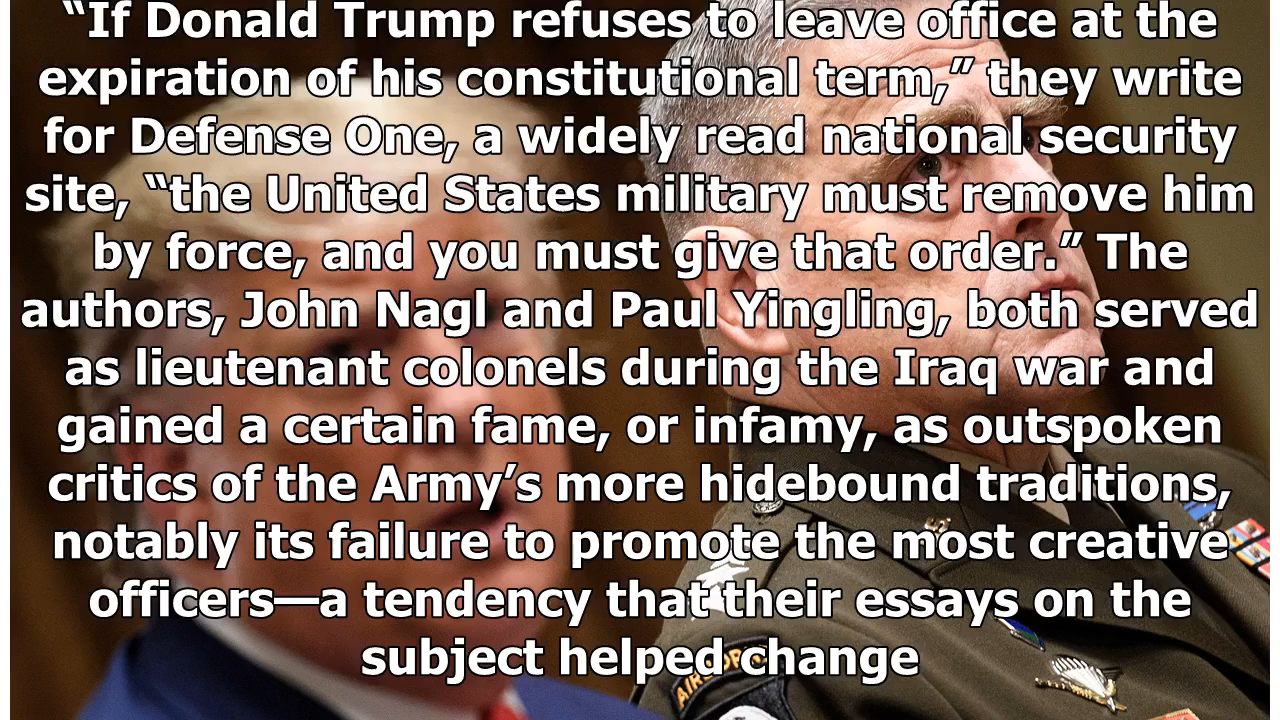 “If Donald Trump refuses to leave office at the
expiration of his constitutional term,” they write
for Defense One, a widely read national security
site, “the United States military must remove him
by force, and you must give that order.” The
authors, John Nagl and Paul Yingling, both served
as lieutenant colonels during the Iraq war and
gained a certain fame, or infamy, as outspoken
critics of the Army’s more hidebound traditions,
notably its failure to promote the most creative
officers—a tendency that their essays on the
subject helped change
AIRBORNE